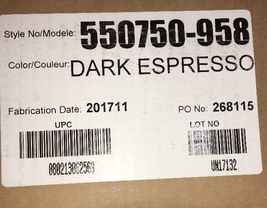 Style No/Modele: 550750-958
Color/Couleur: DARK ESPRESSO
Fabrication Date: 201711 PO No: 268115
UPC LOT NO
080213062569 UN17132